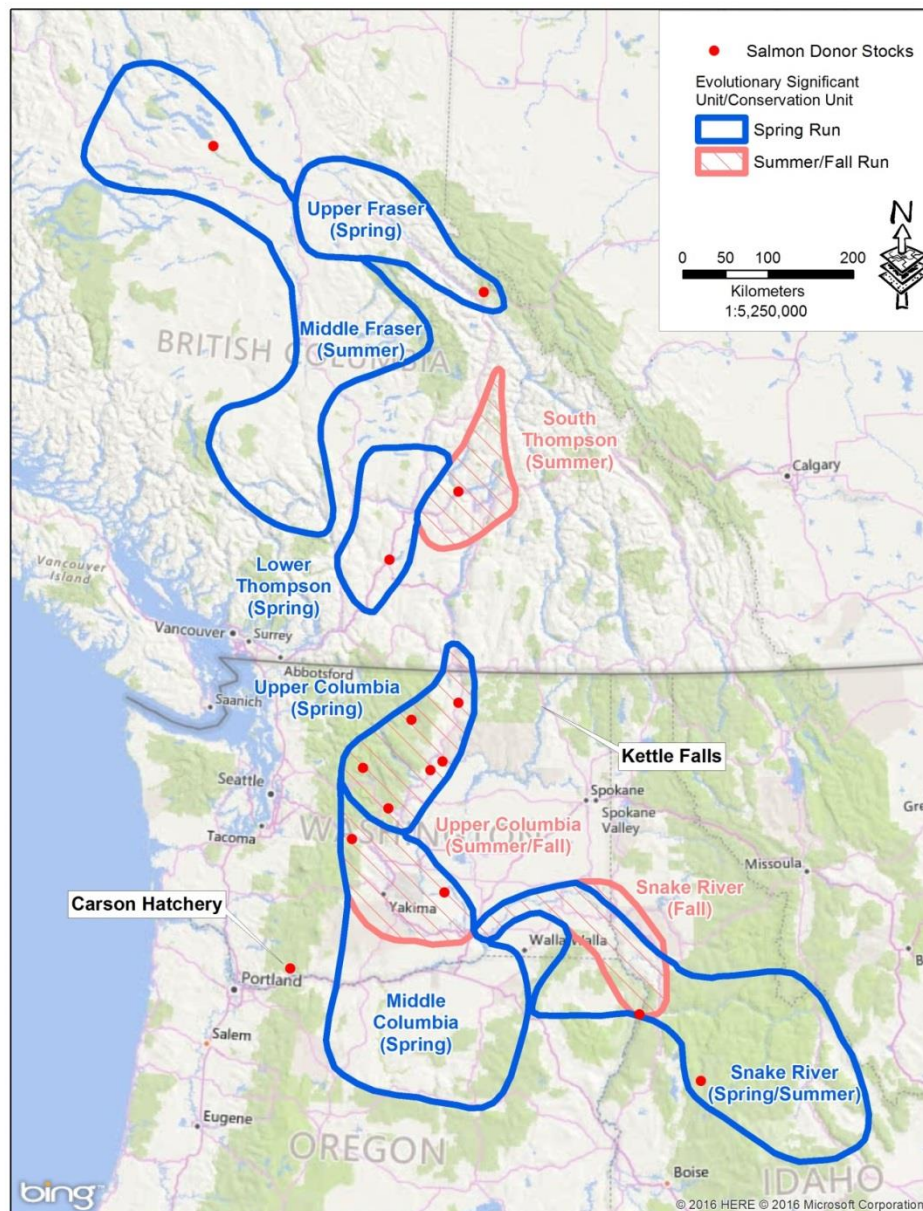 Salmon Donor Stocks
Evolutionary Significant
Unit/Conservation Unit
Spring Run
Summer/Fall Run
N
0 50 100 200
Kilometers
1:5,250,000
Upper Fraser
(Spring)
Middle Fraser
(Summer)
BRITISH COLUMBIA
South
Thompson
(Summer)
Calgary
Lower
Thompson
(Spring)
Vancouver
Island
Vancouver
Surrey
Abbotsford
Saanich
Upper Columbia
(Spring)
Kettle Falls
Seattle
Spokane
Spokane
Valley
Gre
Tacoma
WASHINGTON
Upper Columbia
(Summer/Fall)
Missoula
Snake River
(Fall)
Carson Hatchery
Yakima
Walla Walla
B
Portland
Middle
Columbia
(Spring)
Salem
Snake River
(Spring/Summer)
Eugene
OREGON
Boise
IDAHO
bing
© 2016 HERE © 2016 Microsoft Corporation